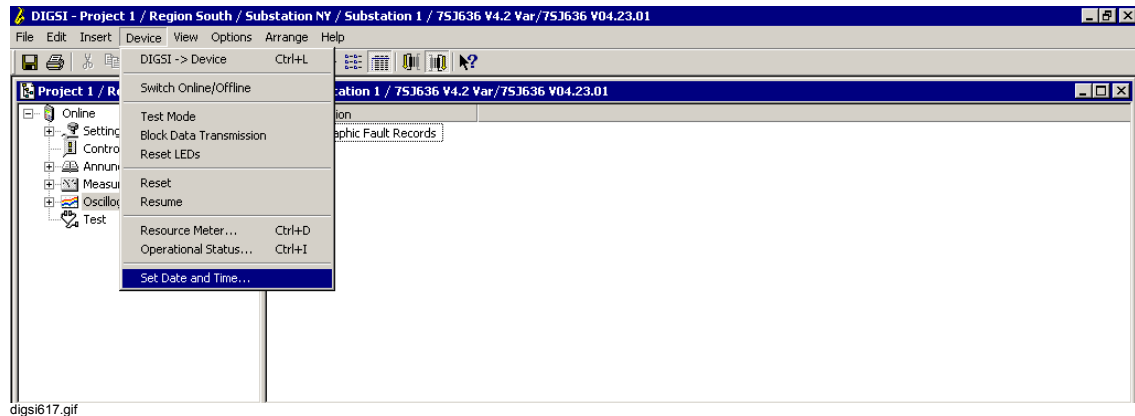 DIGSI - Project 1 / Region South / Substation NY / Substation 1 / 7SJ636 V4.2 Var/7SJ636 V04.23.01
File Edit Insert Device View Options Arrange Help
DIGSI -> Device Ctrl+L
Switch Online/Offline
Test Mode
Block Data Transmission
Reset LEDs
Reset
Resume
Resource Meter... Ctrl+D
Operational Status... Ctrl+I
Set Date and Time...
Project 1 / Re
tation 1 / 7SJ636 V4.2 Var/7SJ636 V04.23.01
Online
Setting
Contro
Annun
Measur
Oscillog
Test
ion
aphic Fault Records
digsi617.gif